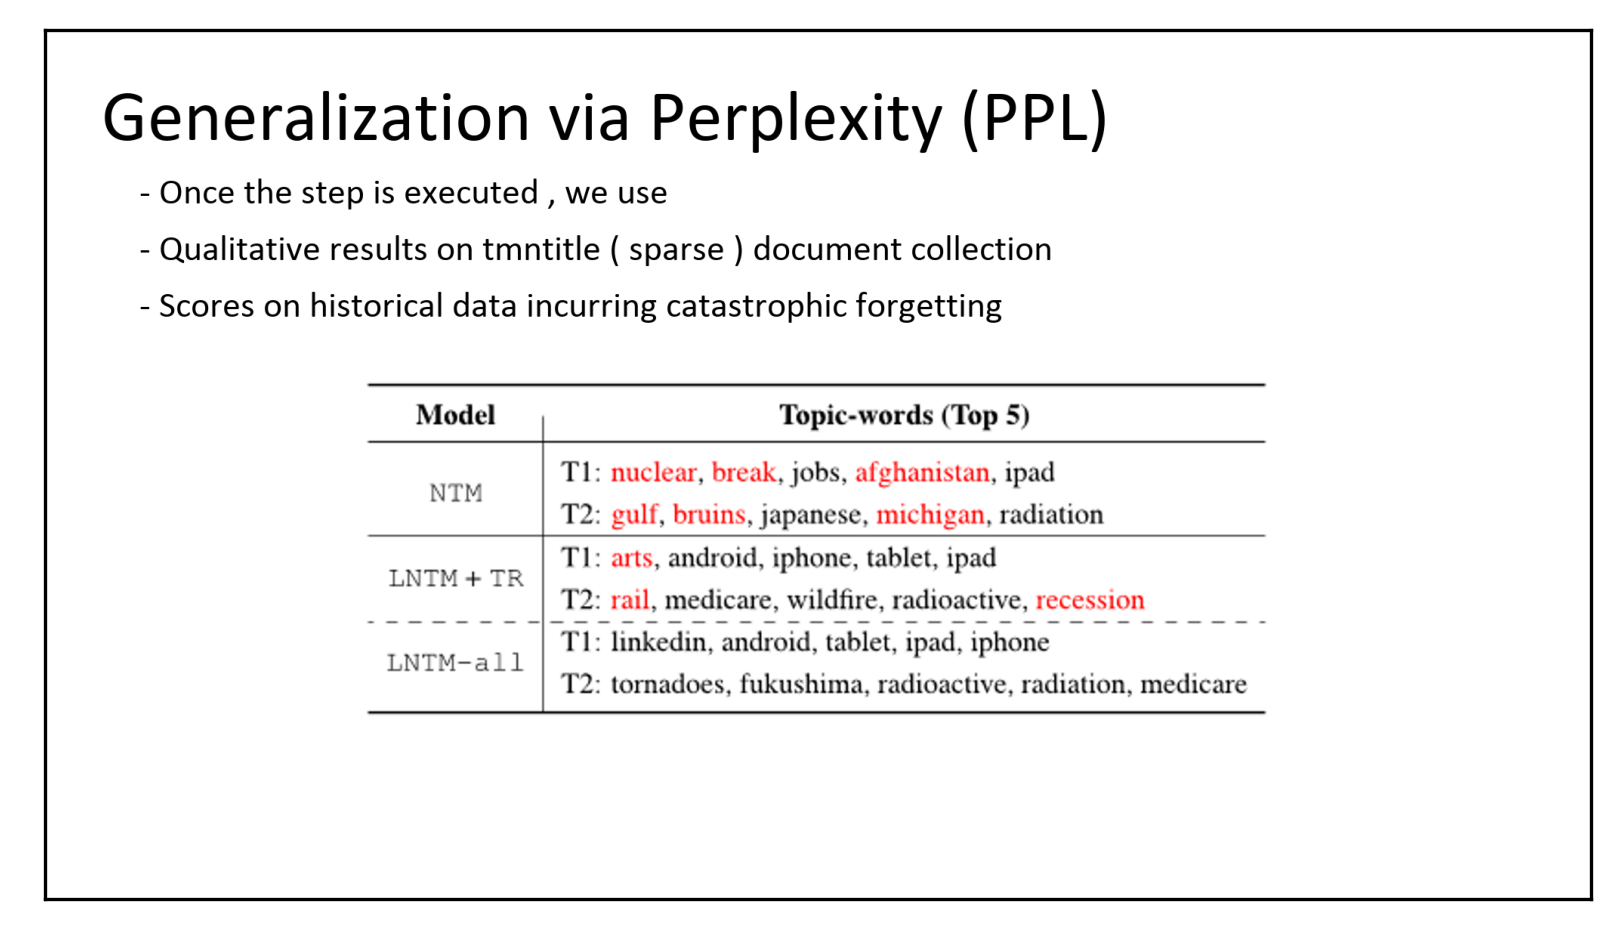 Generalization via Perplexity (PPL)
- Once the step is executed , we use
- Qualitative results on tmntitle ( sparse ) document collection
- Scores on historical data incurring catastrophic forgetting
Model Topic-words (Top 5)
NTM
T1: nuclear, break, jobs, afghanistan, ipad
T2: gulf, bruins, japanese, michigan, radiation
LNTM + TR
T1: arts, android, iphone, tablet, ipad
T2: rail, medicare, wildfire, radioactive, recession
LNTM-all
T1: linkedin, android, tablet, ipad, iphone
T2: tornadoes, fukushima, radioactive, radiation, medicare